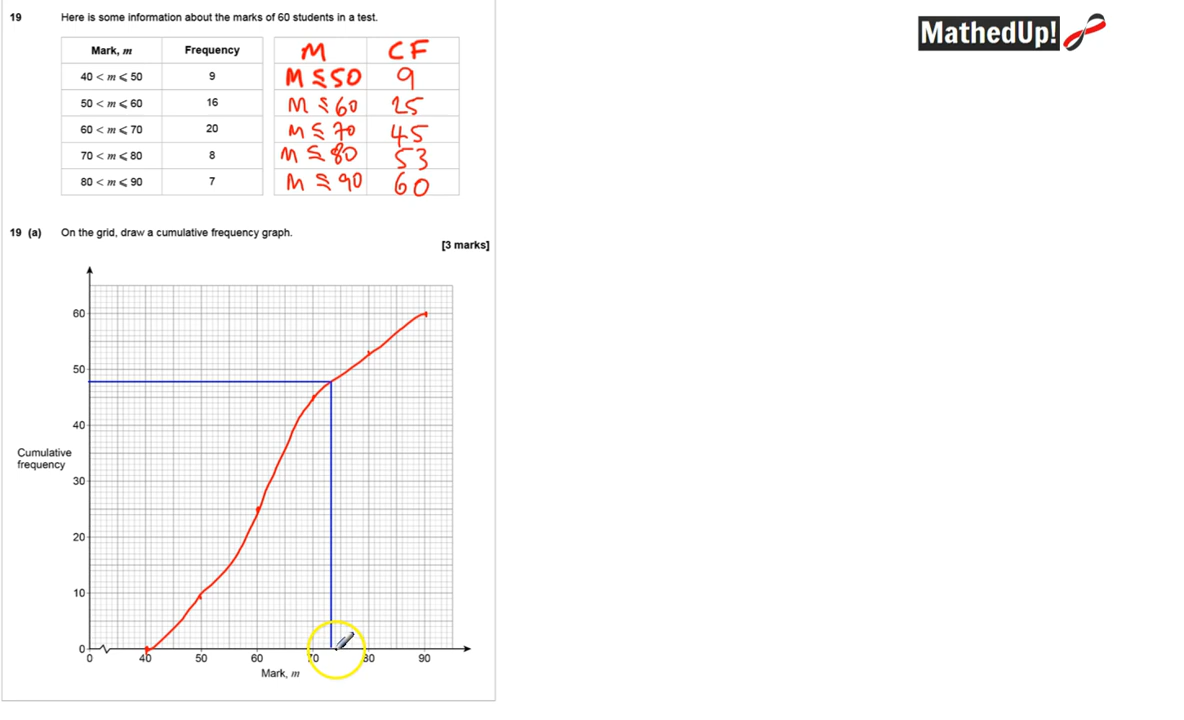 19 Here is some information about the marks of 60 students in a test.
MathedUp!
Mark, m Frequency M CF
40 < m ⩽ 50 9 M ≤ 50 9
50 < m ⩽ 60 16 M ≤ 60 25
60 < m ⩽ 70 20 M ≤ 70 45
70 < m ⩽ 80 8 M ≤ 80 53
80 < m ⩽ 90 7 M ≤ 90 60
19 (a) On the grid, draw a cumulative frequency graph.
[3 marks]
60
50
40
Cumulative
frequency
30
20
10
0
0 40 50 60 70 80 90
Mark, m